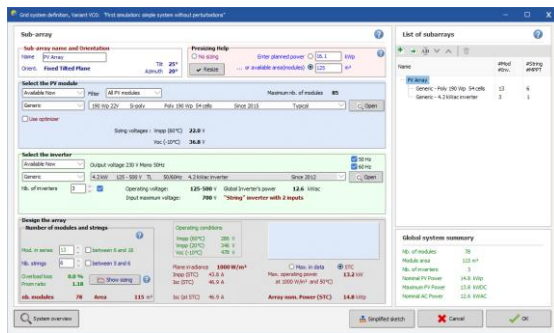 Grid system definition, Variant VC0: "First simulation: simple system without perturbations"
Sub-array
Sub-array name and Orientation
Name PV Array
Orient. Fixed Tilted Plane
Tilt 25°
Azimuth 20°
Presizing Help
No sizing Enter planned power 16.1 kWp
Resize ... or available area(modules) 125 m²
Select the PV module
Available Now Filter All PV modules Maximum nb. of modules 85
Generic 190 Wp 22V Si-poly Poly 190 Wp 54 cells Since 2015 Typical Open
Use optimizer
Sizing voltages : Vmpp (60°C) 22.0 V
Voc (-10°C) 36.8 V
Select the inverter
Available Now Output voltage 230 V Mono 50Hz
50 Hz
60 Hz
Generic 4.2 kW 125 - 500 V TL 50/60Hz 4.2 kWac inverter Since 2012 Open
Nb. of inverters 3 Operating voltage: 125-500 V Global Inverter's power 12.6 kWac
Input maximum voltage: 700 V "String" inverter with 2 inputs
Design the array
Number of modules and strings
Mod. in series 13 between 6 and 18
Nb. strings 6 between 3 and 6
Overload loss 0.0 %
Pnom ratio 1.18
Show sizing
nb. modules 78 Area 115 m²
Operating conditions
Vmpp (60°C) 286 V
Vmpp (20°C) 346 V
Voc (-10°C) 478 V
Plane irradiance 1000 W/m²
Impp (STC) 43.8 A
Isc (STC) 46.9 A
Isc (at STC) 46.9 A
Max. in data STC
Max. operating power 13.2 kW
at 1000 W/m² and 50°C)
Array nom. Power (STC) 14.8 kWp
List of subarrays
Name #Mod #Inv. #String #MPPT
PV Array
Generic - Poly 190 Wp 54 cells 13 6
Generic - 4.2 kWac inverter 3 1
Global system summary
Nb. of modules 78
Module area 115 m²
Nb. of inverters 3
Nominal PV Power 14.8 kWp
Maximum PV Power 13.8 kWDC
Nominal AC Power 12.6 kWAC
System overview
Simplified sketch
Cancel
OK